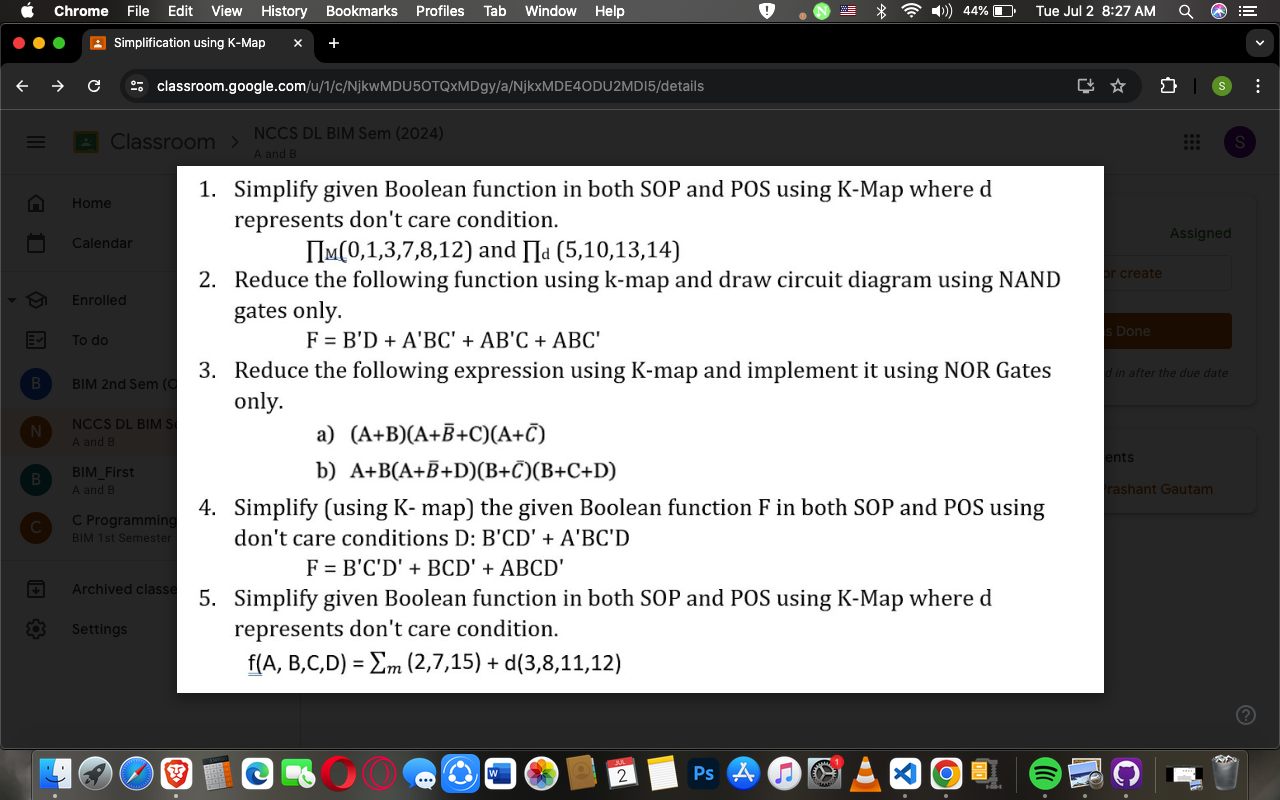 Chrome File Edit View History Bookmarks Profiles Tab Window Help 44% Tue Jul 2 8:27 AM
Simplification using K-Map
classroom.google.com/u/1/c/NjkwMDU5OTQxMDgy/a/NjkxMDE4ODU2MDI5/details
S
Classroom > NCCS DL BIM Sem (2024)
A and B
S
Home
Calendar
Enrolled
To do
B BIM 2nd Sem (C
N NCCS DL BIM Se
A and B
B BIM_First
A and B
C C Programming
BIM 1st Semester
Archived classe
Settings
1. Simplify given Boolean function in both SOP and POS using K-Map where d
represents don't care condition.
∏M(0,1,3,7,8,12) and ∏d (5,10,13,14)
2. Reduce the following function using k-map and draw circuit diagram using NAND
gates only.
F = B'D + A'BC' + AB'C + ABC'
3. Reduce the following expression using K-map and implement it using NOR Gates
only.
a) (A+B)(A+B̄+C)(A+C̄)
b) A+B(A+B̄+D)(B+C̄)(B+C+D)
4. Simplify (using K- map) the given Boolean function F in both SOP and POS using
don't care conditions D: B'CD' + A'BC'D
F = B'C'D' + BCD' + ABCD'
5. Simplify given Boolean function in both SOP and POS using K-Map where d
represents don't care condition.
f(A, B,C,D) = ∑m (2,7,15) + d(3,8,11,12)
Assigned
or create
s Done
d in after the due date
ents
Prashant Gautam
JUL
2
W
Ps
1